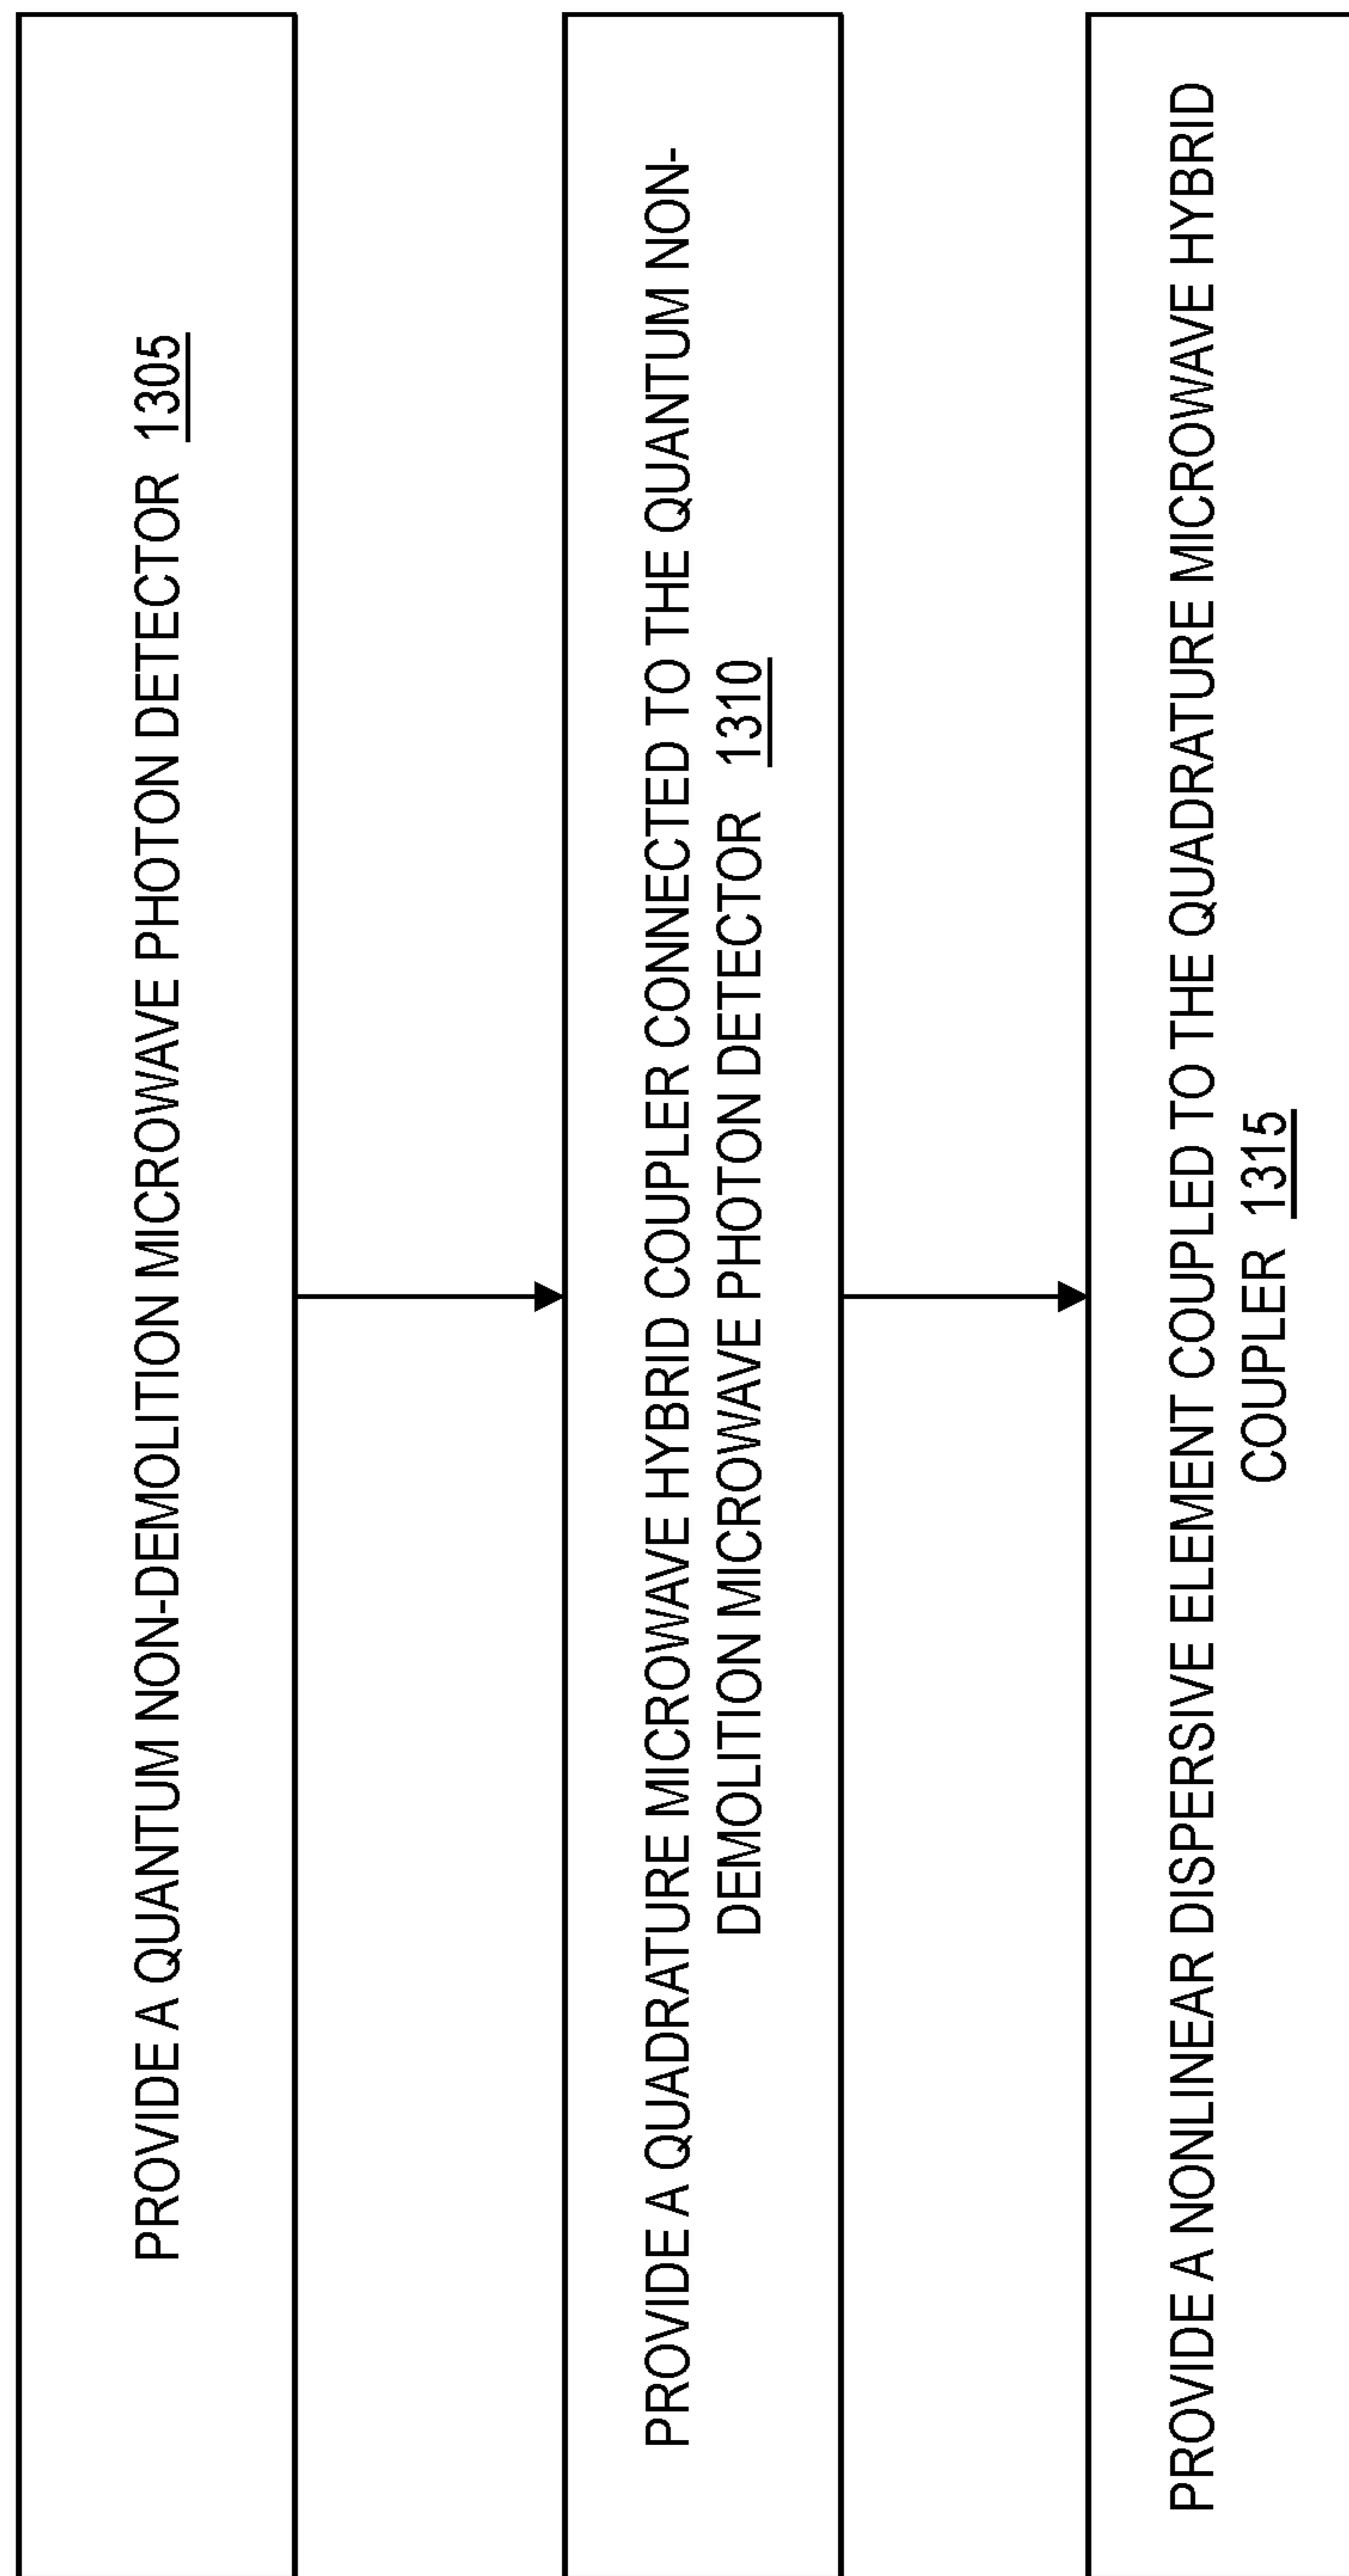 PROVIDE A QUANTUM NON-DEMOLITION MICROWAVE PHOTON DETECTOR 1305
PROVIDE A QUADRATURE MICROWAVE HYBRID COUPLER CONNECTED TO THE QUANTUM NON-
DEMOLITION MICROWAVE PHOTON DETECTOR 1310
PROVIDE A NONLINEAR DISPERSIVE ELEMENT COUPLED TO THE QUADRATURE MICROWAVE HYBRID
COUPLER 1315